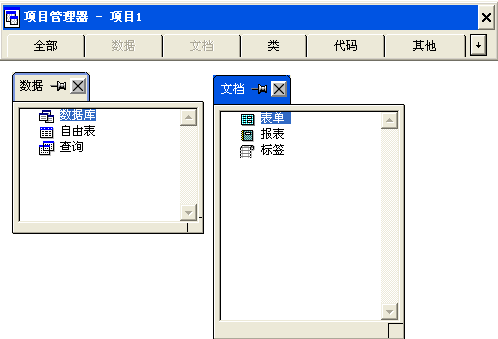 项目管理器 - 项目1
全部 数据 文档 类 代码 其他
数据
数据库
自由表
查询
文档
表单
报表
标签